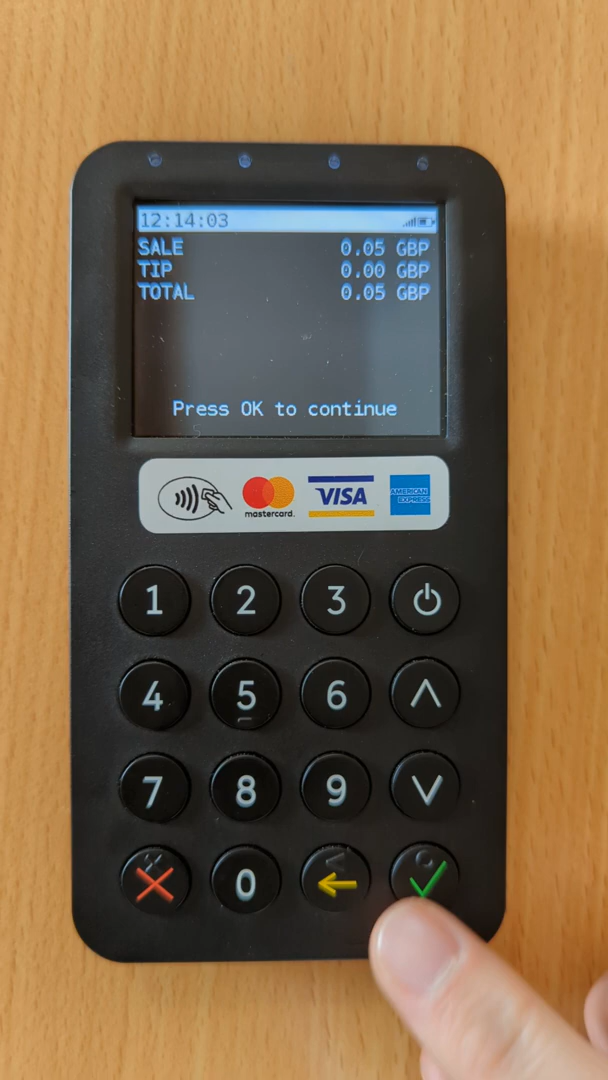 12:14:03
SALE 0.05 GBP
TIP 0.00 GBP
TOTAL 0.05 GBP
Press OK to continue
mastercard.
VISA
AMERICAN
EXPRESS
1 2 3
4 5 6
7 8 9
0